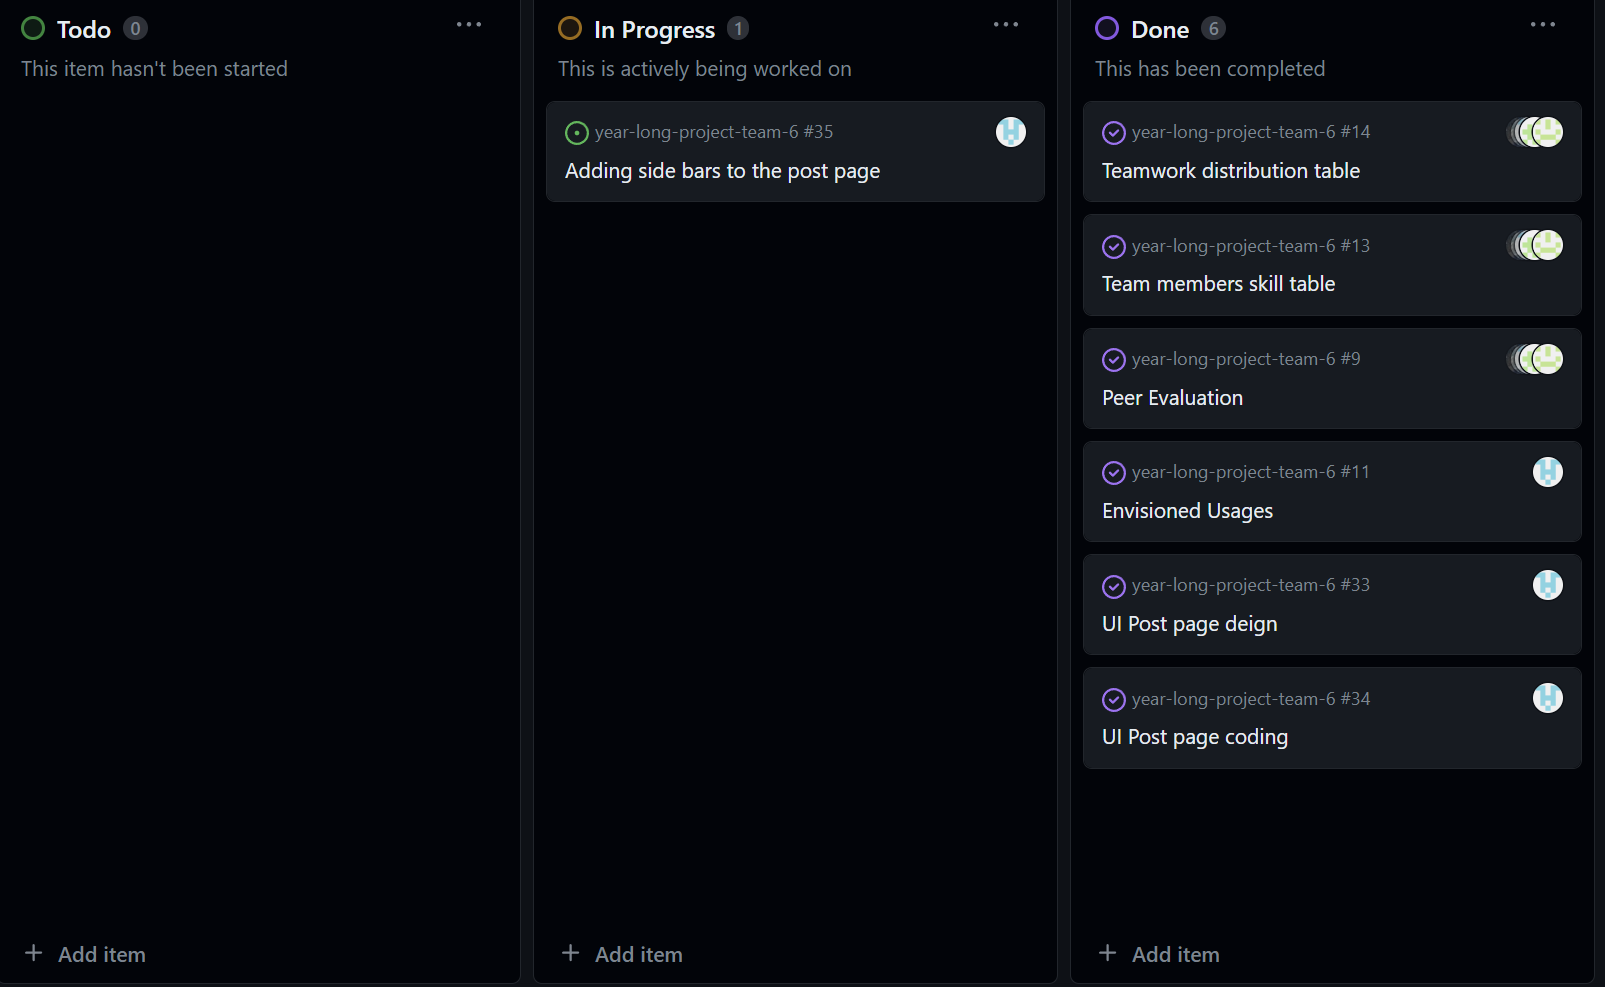 Todo 0
This item hasn't been started
Add item
In Progress 1
This is actively being worked on
year-long-project-team-6 #35
Adding side bars to the post page
Add item
Done 6
This has been completed
year-long-project-team-6 #14
Teamwork distribution table
year-long-project-team-6 #13
Team members skill table
year-long-project-team-6 #9
Peer Evaluation
year-long-project-team-6 #11
Envisioned Usages
year-long-project-team-6 #33
UI Post page deign
year-long-project-team-6 #34
UI Post page coding
Add item